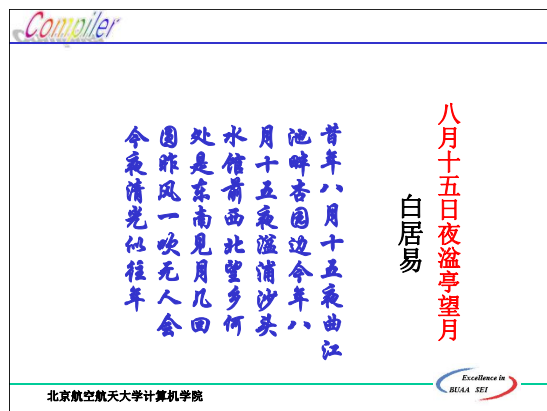 Compiler
八月十五日夜湓亭望月
白居易
昔年八月十五夜曲江
池畔杏园边今年八
月十五夜湓浦沙头
水馆前西北望乡何
处是东南见月几回
圆昨风一吹无人会
今夜清光似往年
北京航空航天大学计算机学院
Excellence in
BUAA SEI